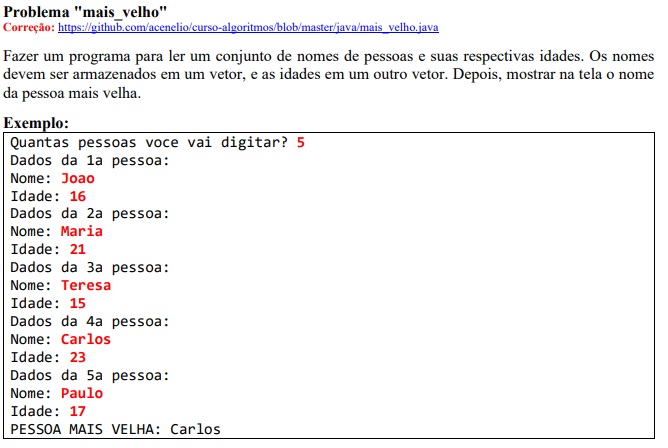 Problema "mais_velho"
Correção: https://github.com/acenelio/curso-algoritmos/blob/master/java/mais_velho.java
Fazer um programa para ler um conjunto de nomes de pessoas e suas respectivas idades. Os nomes
devem ser armazenados em um vetor, e as idades em um outro vetor. Depois, mostrar na tela o nome
da pessoa mais velha.
Exemplo:
Quantas pessoas voce vai digitar? 5
Dados da 1a pessoa:
Nome: Joao
Idade: 16
Dados da 2a pessoa:
Nome: Maria
Idade: 21
Dados da 3a pessoa:
Nome: Teresa
Idade: 15
Dados da 4a pessoa:
Nome: Carlos
Idade: 23
Dados da 5a pessoa:
Nome: Paulo
Idade: 17
PESSOA MAIS VELHA: Carlos